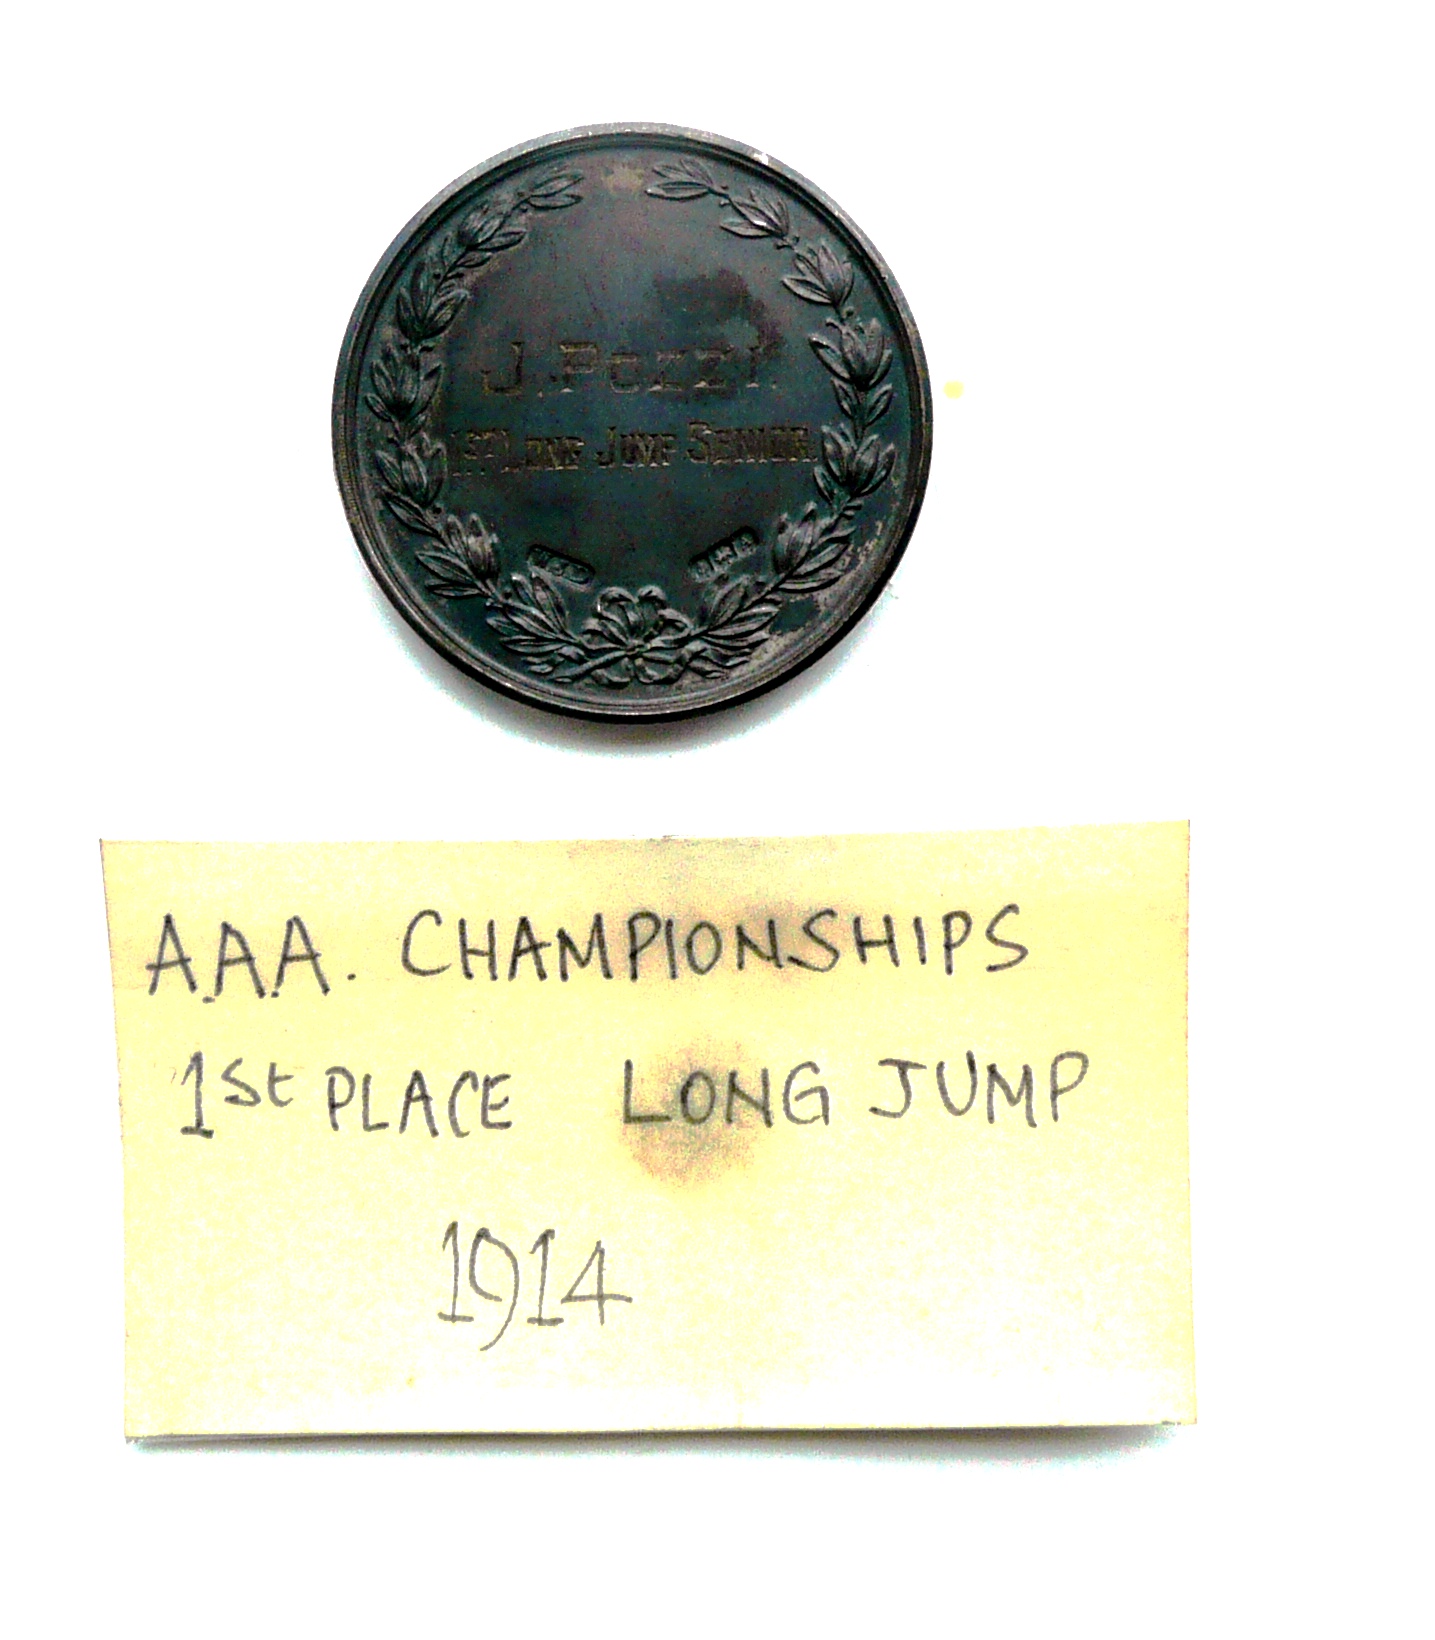 J. POZZI.
1ST LONG JUMP SENIOR.
A.A.A. CHAMPIONSHIPS
1st PLACE LONG JUMP
1914